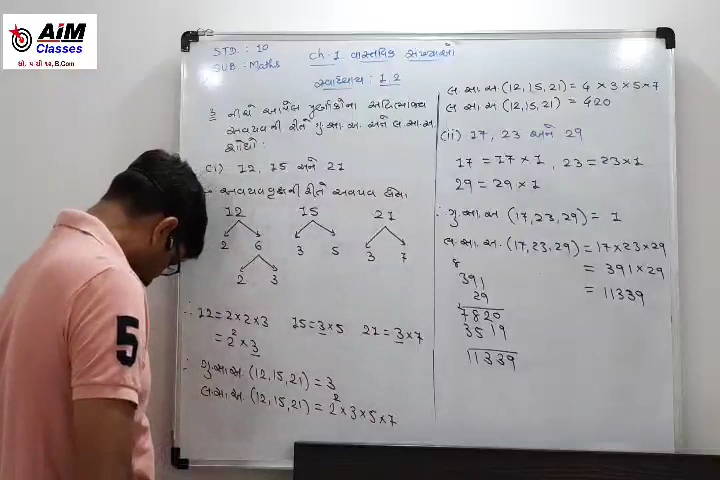 AiM
Classes
STD. : 10
SUB : Maths
Ch-1 વાસ્તવિક સંખ્યાઓ
સ્વાધ્યાય : 1.2
3 નીચે આપેલ પૂર્ણાંકોના અવિભાજ્ય
અવયવની રીતે ગુ.સા.અ. અને લ.સા.અ.
શોધો :
(i) 12, 15 અને 21
અવયવવૃક્ષની રીતે અવયવ
12 15 21
2 6 3 5 3 7
2 3
∴ 12 = 2 × 2 × 3 15 = 3 × 5 21 = 3 × 7
= 2² × 3
∴ ગુ.સા.અ. (12, 15, 21) = 3
લ.સા.અ. (12, 15, 21) = 2² × 3 × 5 × 7
લ.સા.અ. (12, 15, 21) = 4 × 3 × 5 × 7
લ.સા.અ. (12, 15, 21) = 420
(ii) 17, 23 અને 29
17 = 17 × 1, 23 = 23 × 1
29 = 29 × 1
∴ ગુ.સા.અ (17, 23, 29) = 1
લ.સા.અ. (17, 23, 29) = 17 × 23 × 29
= 391 × 29
= 11339
8
391
29
7820
3519
11339
5